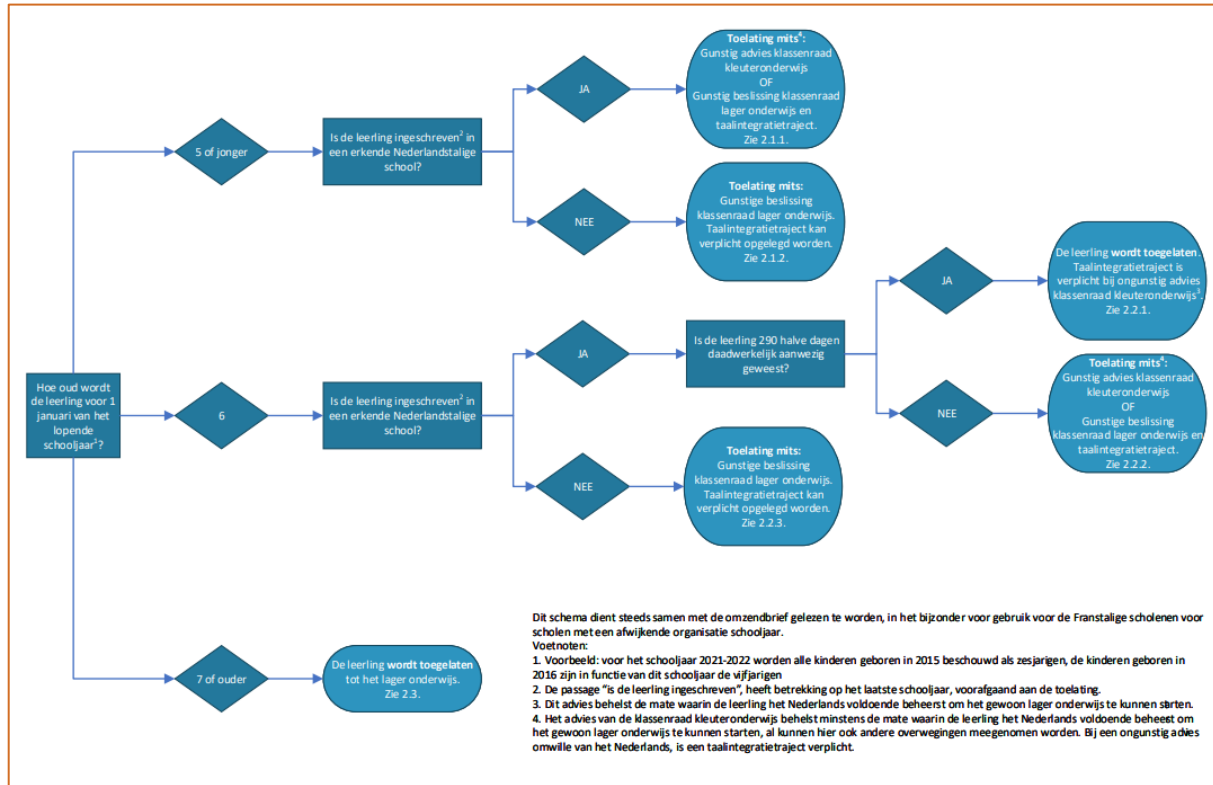 Toelating mits⁴:
Gunstig advies klassenraad
kleuteronderwijs
OF
Gunstig beslissing klassenraad
lager onderwijs en
taalintegratietraject.
Zie 2.1.1.
JA
5 of jonger
Is de leerling ingeschreven² in
een erkende Nederlandstalige
school?
NEE
Toelating mits:
Gunstige beslissing
klassenraad lager onderwijs.
Taalintegratietraject kan
verplicht opgelegd worden.
Zie 2.1.2.
Hoe oud wordt
de leerling voor 1
januari van het
lopende
schooljaar¹?
6
Is de leerling ingeschreven² in
een erkende Nederlandstalige
school?
JA
Is de leerling 290 halve dagen
daadwerkelijk aanwezig
geweest?
JA
De leerling wordt toegelaten.
Taalintegratietraject is
verplicht bij ongunstig advies
klassenraad kleuteronderwijs³.
Zie 2.2.1.
NEE
Toelating mits⁴:
Gunstig advies klassenraad
kleuteronderwijs
OF
Gunstige beslissing
klassenraad lager onderwijs en
taalintegratietraject.
Zie 2.2.2.
NEE
Toelating mits:
Gunstige beslissing
klassenraad lager onderwijs.
Taalintegratietraject kan
verplicht opgelegd worden.
Zie 2.2.3.
7 of ouder
De leerling wordt toegelaten
tot het lager onderwijs.
Zie 2.3.
Dit schema dient steeds samen met de omzendbrief gelezen te worden, in het bijzonder voor gebruik voor de Franstalige scholenen voor
scholen met een afwijkende organisatie schooljaar.
Voetnoten:
1. Voorbeeld: voor het schooljaar 2021-2022 worden alle kinderen geboren in 2015 beschouwd als zesjarigen, de kinderen geboren in
2016 zijn in functie van dit schooljaar de vijfjarigen
2. De passage “is de leerling ingeschreven”, heeft betrekking op het laatste schooljaar, voorafgaand aan de toelating.
3. Dit advies behelst de mate waarin de leerling het Nederlands voldoende beheerst om het gewoon lager onderwijs te kunnen starten.
4. Het advies van de klassenraad kleuteronderwijs behelst minstens de mate waarin de leerling het Nederlands voldoende beheerst om
het gewoon lager onderwijs te kunnen starten, al kunnen hier ook andere overwegingen meegenomen worden. Bij een ongunstig advies
omwille van het Nederlands, is een taalintegratietraject verplicht.